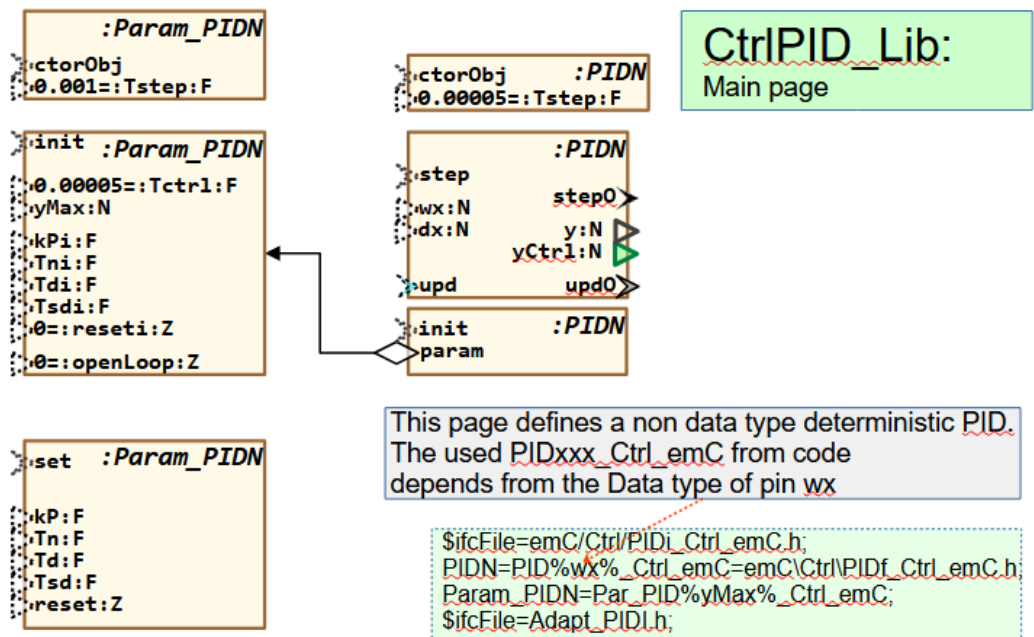 :Param_PIDN
ctorObj
0.001=:Tstep:F
ctorObj :PIDN
0.00005=:Tstep:F
CtrlPID_Lib:
Main page
init :Param_PIDN
0.00005=:Tctrl:F
yMax:N
kPi:F
Tni:F
Tdi:F
Tsdi:F
0=:reseti:Z
0=:openLoop:Z
:PIDN
step
stepO
wx:N
dx:N y:N
yCtrl:N
upd updO
init :PIDN
param
set :Param_PIDN
kP:F
Tn:F
Td:F
Tsd:F
reset:Z
This page defines a non data type deterministic PID.
The used PIDxxx_Ctrl_emC from code
depends from the Data type of pin wx
$ifcFile=emC/Ctrl/PIDi_Ctrl_emC.h;
PIDN=PID%wx%_Ctrl_emC=emC\Ctrl\PIDf_Ctrl_emC.h;
Param_PIDN=Par_PID%yMax%_Ctrl_emC;
$ifcFile=Adapt_PIDI.h;